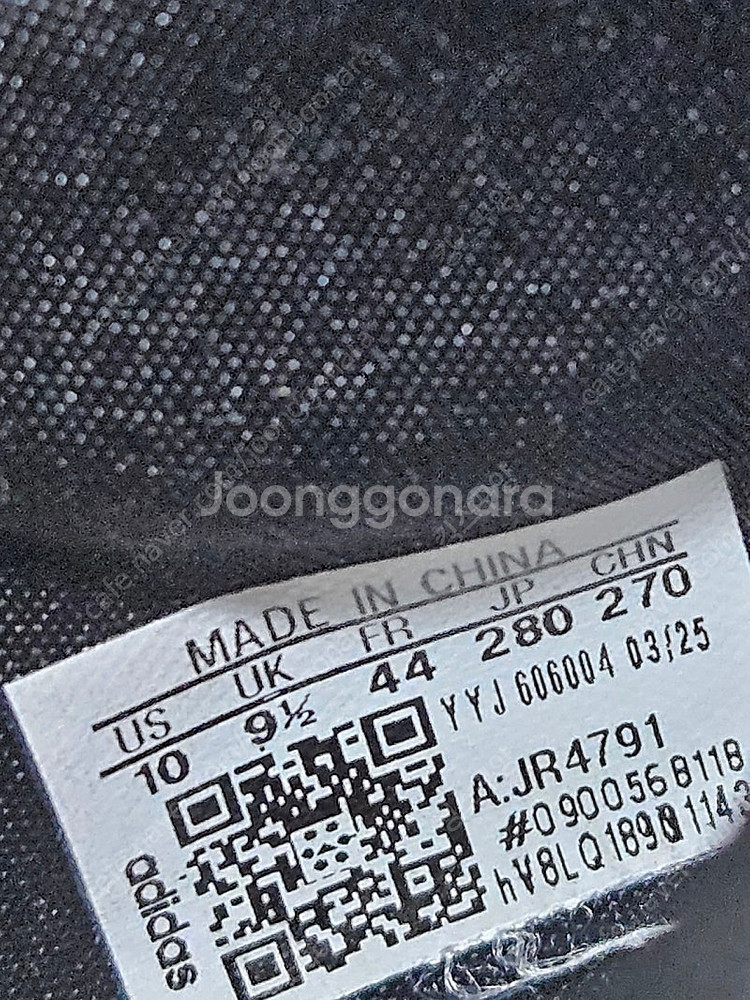 Joonggonara
MADE IN CHINA
US UK FR JP CHN
10 9½ 44 280 270
YYJ 606004 03/25
A:JR4791
#0900568118
adidas